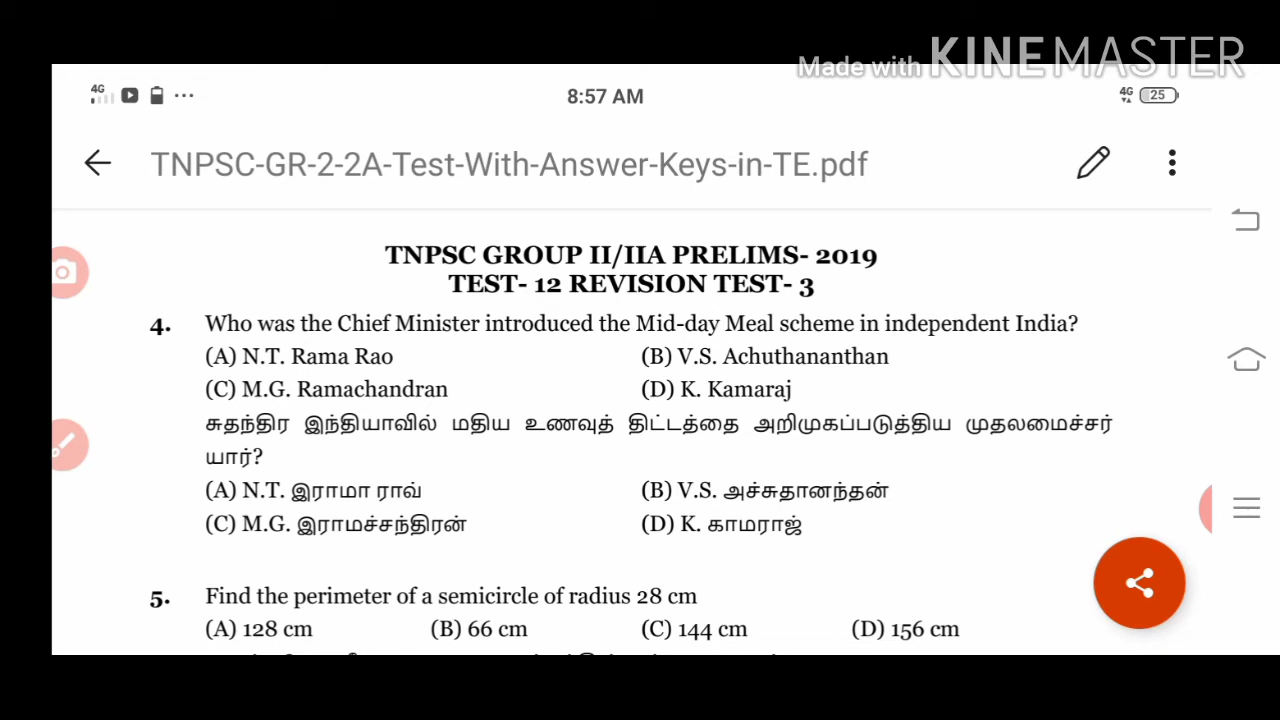 Made with KINEMASTER
4G 8:57 AM 4G 25
TNPSC-GR-2-2A-Test-With-Answer-Keys-in-TE.pdf
TNPSC GROUP II/IIA PRELIMS- 2019
TEST- 12 REVISION TEST- 3
4. Who was the Chief Minister introduced the Mid-day Meal scheme in independent India?
(A) N.T. Rama Rao (B) V.S. Achuthananthan
(C) M.G. Ramachandran (D) K. Kamaraj
சுதந்திர இந்தியாவில் மதிய உணவுத் திட்டத்தை அறிமுகப்படுத்திய முதலமைச்சர்
யார்?
(A) N.T. இராமா ராவ் (B) V.S. அச்சுதானந்தன்
(C) M.G. இராமச்சந்திரன் (D) K. காமராஜ்
5. Find the perimeter of a semicircle of radius 28 cm
(A) 128 cm (B) 66 cm (C) 144 cm (D) 156 cm